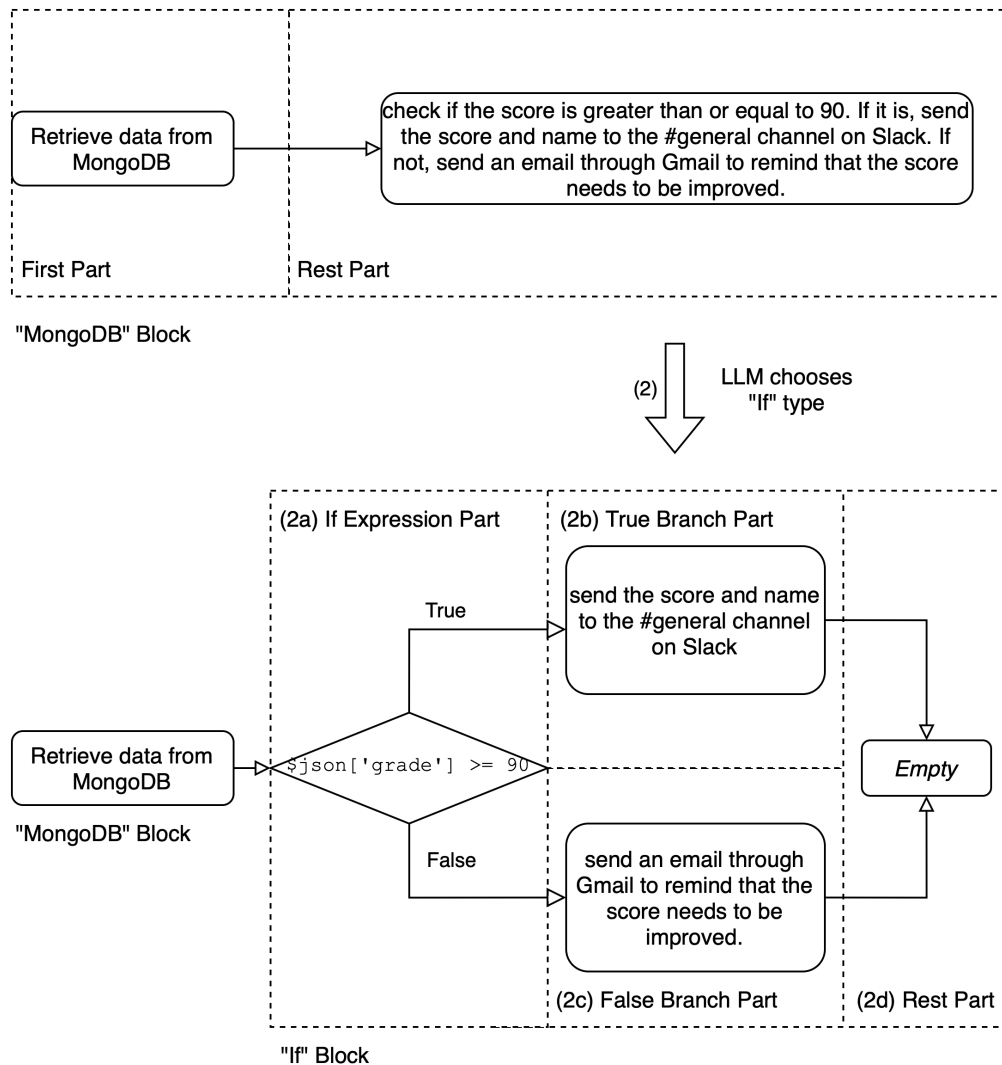 Retrieve data from
MongoDB
check if the score is greater than or equal to 90. If it is, send
the score and name to the #general channel on Slack. If
not, send an email through Gmail to remind that the score
needs to be improved.
First Part
Rest Part
"MongoDB" Block
(2)
LLM chooses
"If" type
(2a) If Expression Part
(2b) True Branch Part
True
send the score and name
to the #general channel
on Slack
Retrieve data from
MongoDB
$json['grade'] >= 90
Empty
"MongoDB" Block
False
send an email through
Gmail to remind that the
score needs to be
improved.
(2c) False Branch Part
(2d) Rest Part
"If" Block